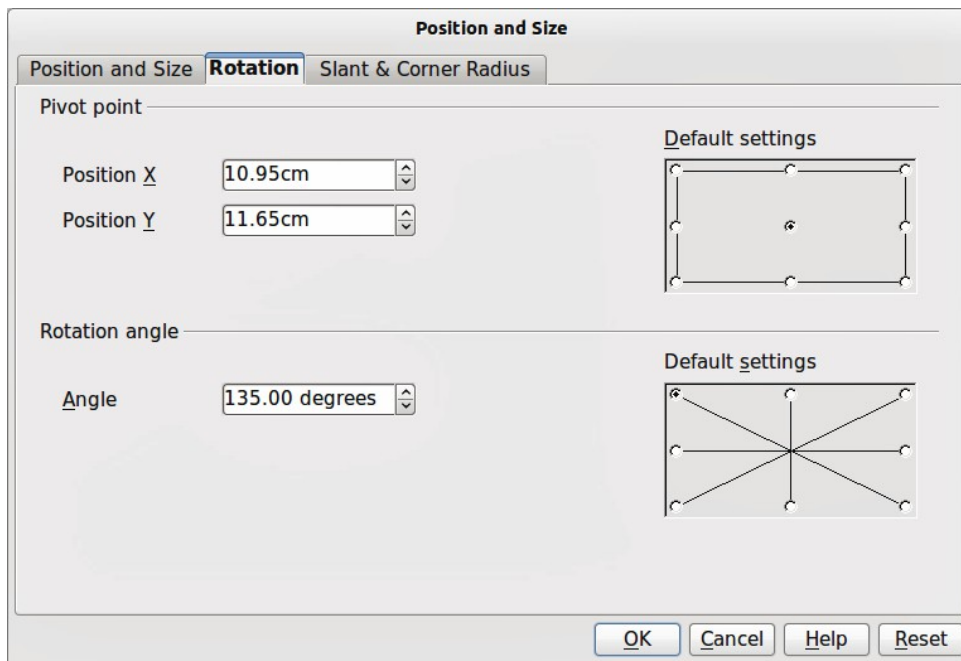 Position and Size
Position and Size Rotation Slant & Corner Radius
Pivot point
Default settings
Position X 10.95cm
Position Y 11.65cm
Rotation angle
Default settings
Angle 135.00 degrees
OK Cancel Help Reset